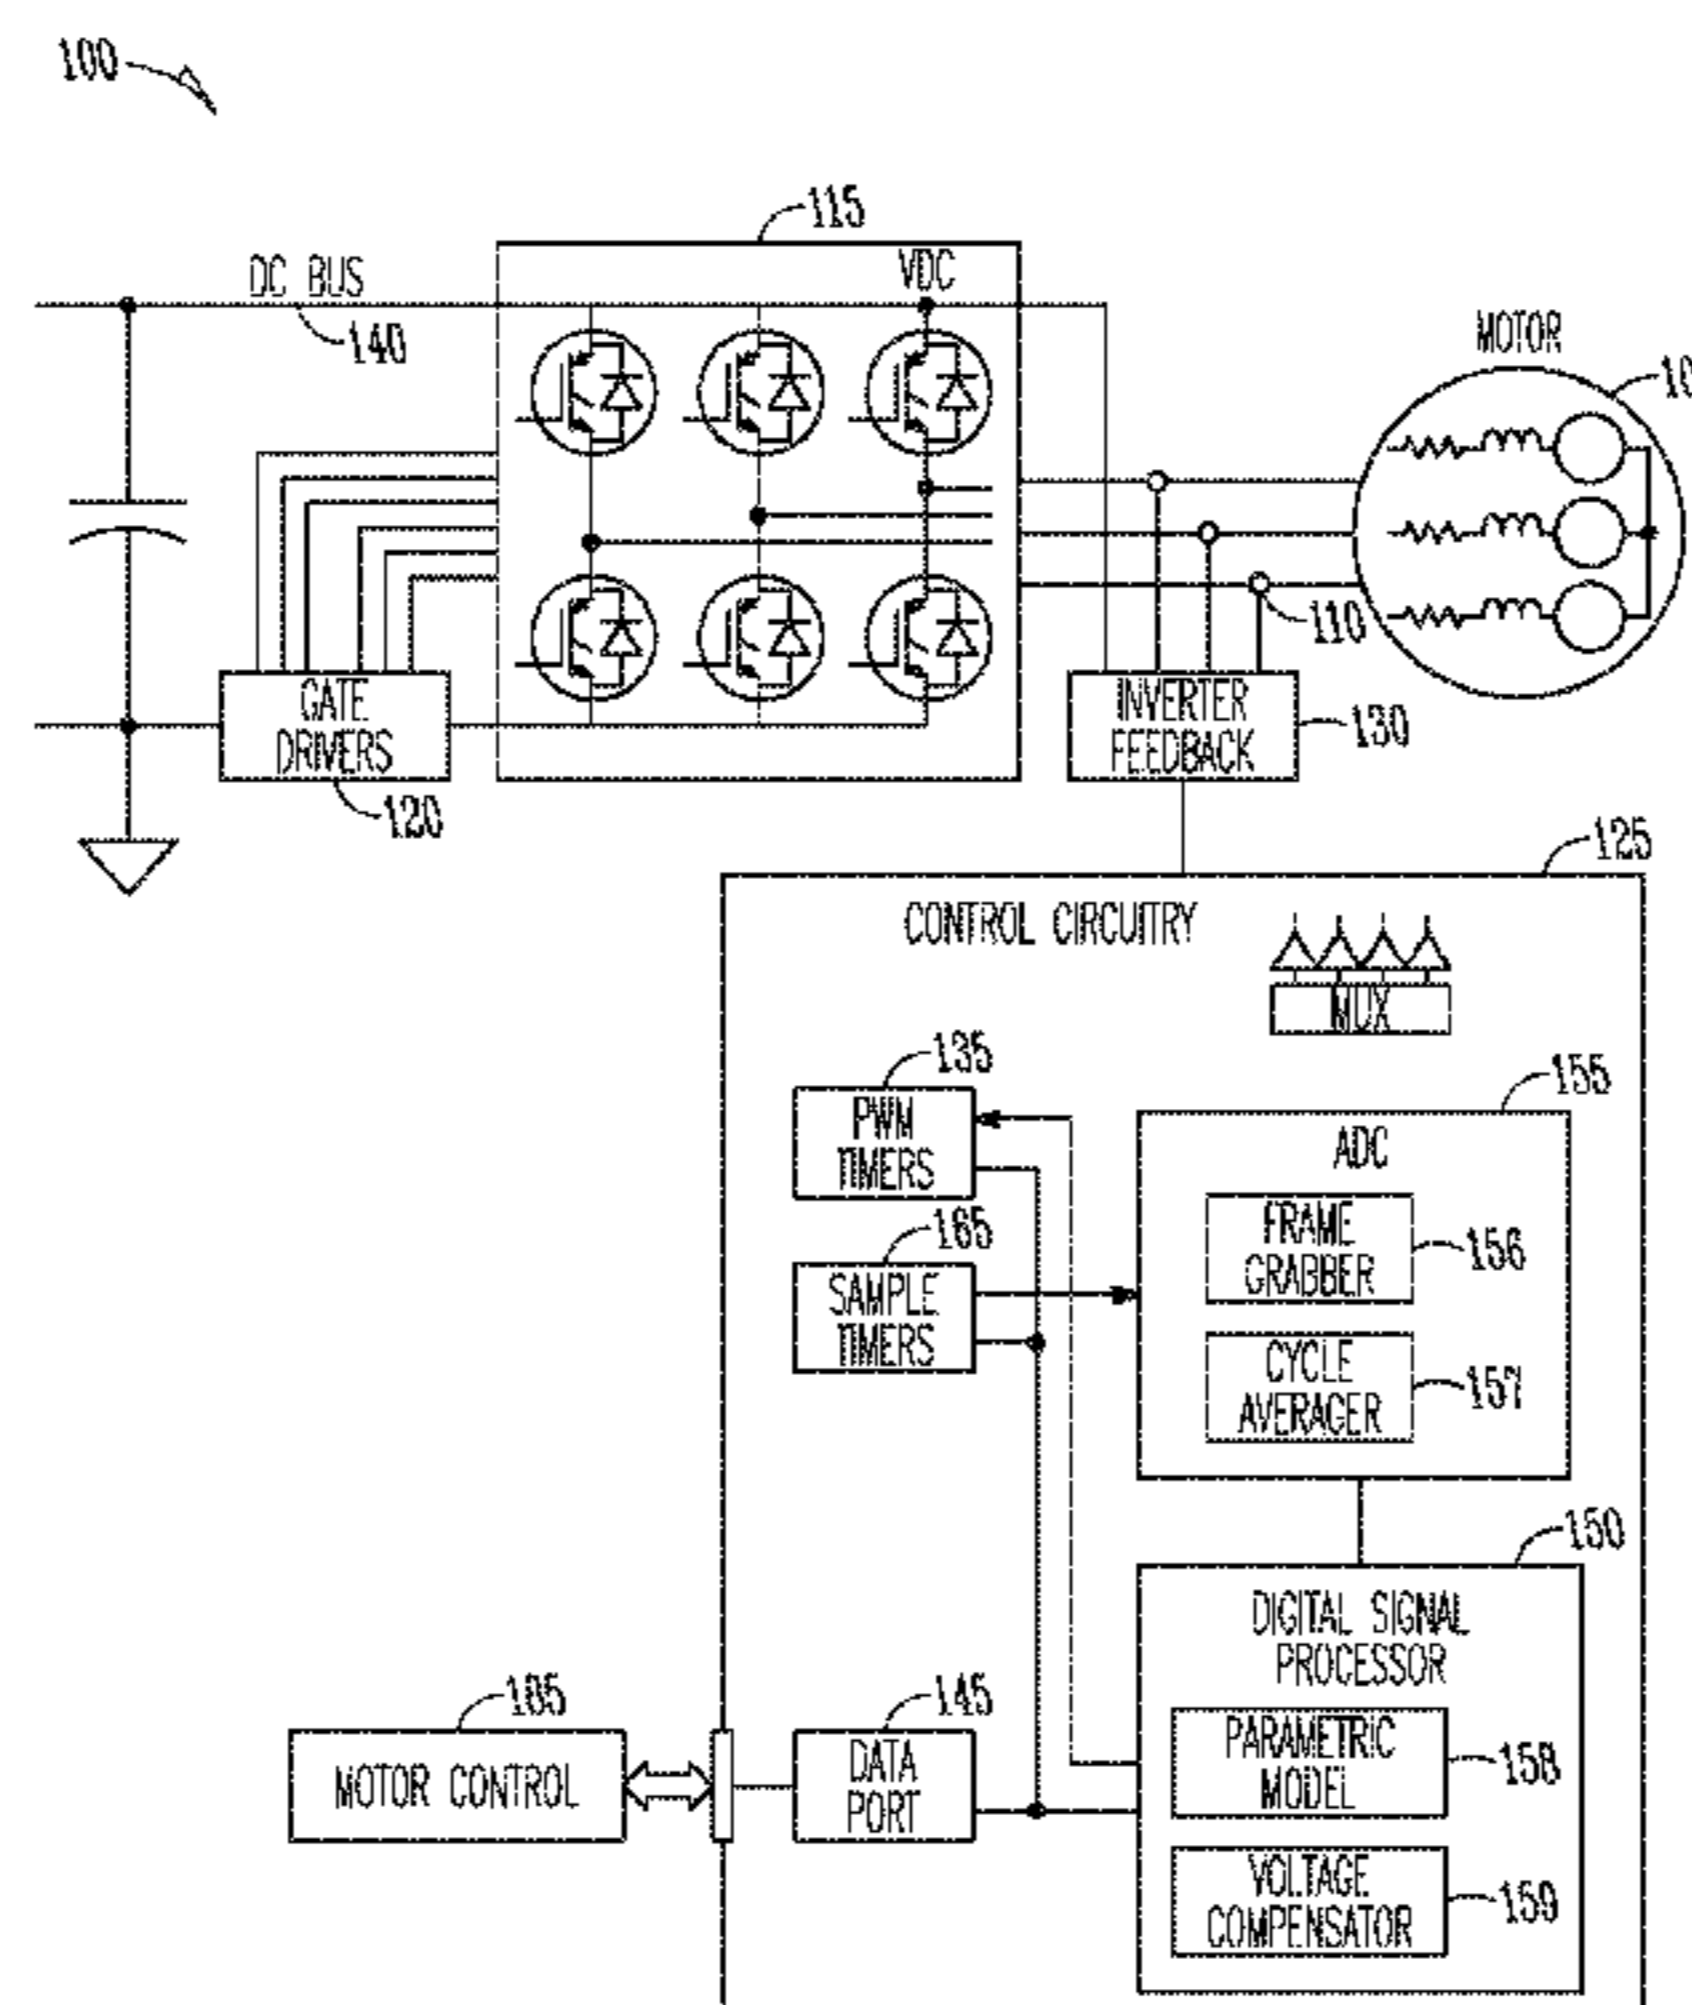 100
115
DC BUS
VDC
140
MOTOR
10
110
GATE
DRIVERS
INVERTER
FEEDBACK
130
120
125
CONTROL CIRCUITRY
MUX
135
155
PWM
TIMERS
ADC
165
FRAME
GRABBER
156
SAMPLE
TIMERS
CYCLE
AVERAGER
157
150
DIGITAL SIGNAL
PROCESSOR
145
MOTOR CONTROL
DATA
PORT
PARAMETRIC
MODEL
158
VOLTAGE
COMPENSATOR
159